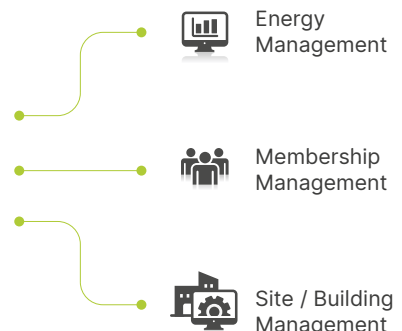 Energy
Management
Membership
Management
Site / Building
Management